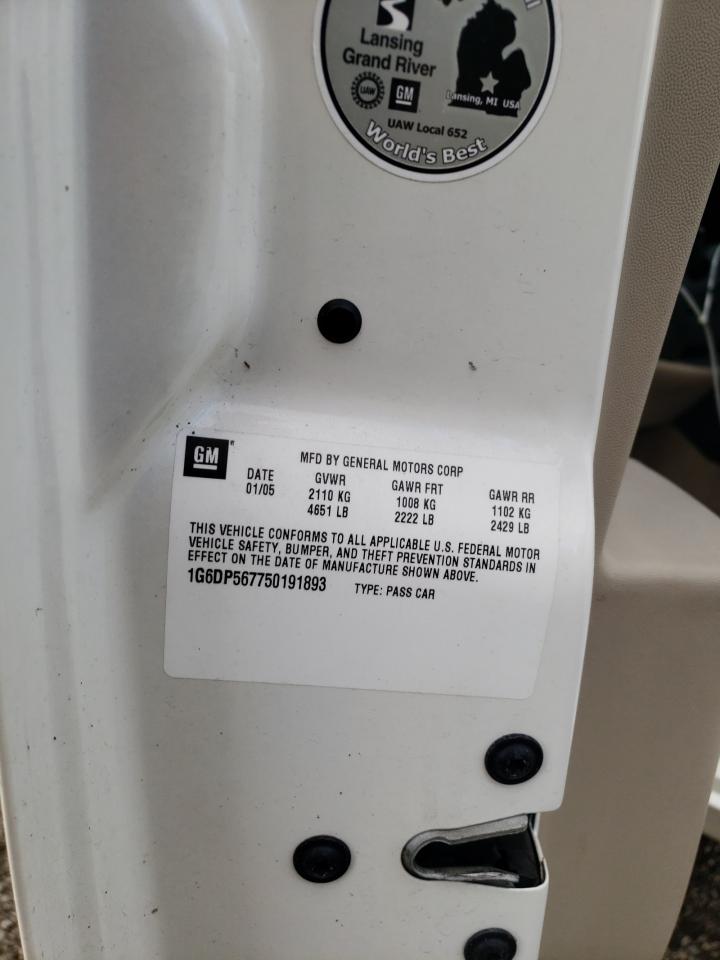 Lansing
Grand River
UAW
GM
Lansing, MI USA
UAW Local 652
World's Best
GM
MFD BY GENERAL MOTORS CORP
DATE GVWR GAWR FRT GAWR RR
01/05 2110 KG 1008 KG 1102 KG
4651 LB 2222 LB 2429 LB
THIS VEHICLE CONFORMS TO ALL APPLICABLE U.S. FEDERAL MOTOR
VEHICLE SAFETY, BUMPER, AND THEFT PREVENTION STANDARDS IN
EFFECT ON THE DATE OF MANUFACTURE SHOWN ABOVE.
1G6DP567750191893 TYPE: PASS CAR